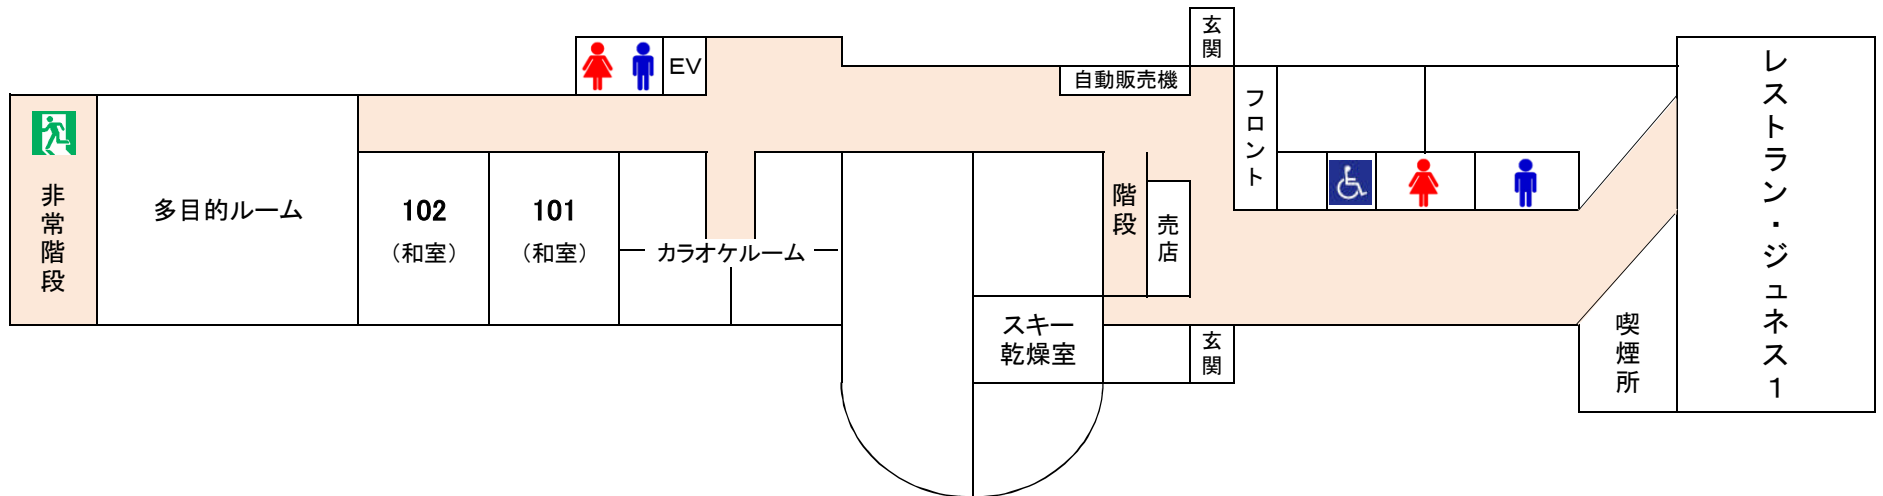 玄関
EV
自動販売機
レストラン・ジュネス1
フロント
非常階段
多目的ルーム
102
(和室)
101
(和室)
カラオケルーム
階段
売店
スキー
乾燥室
玄関
喫煙所